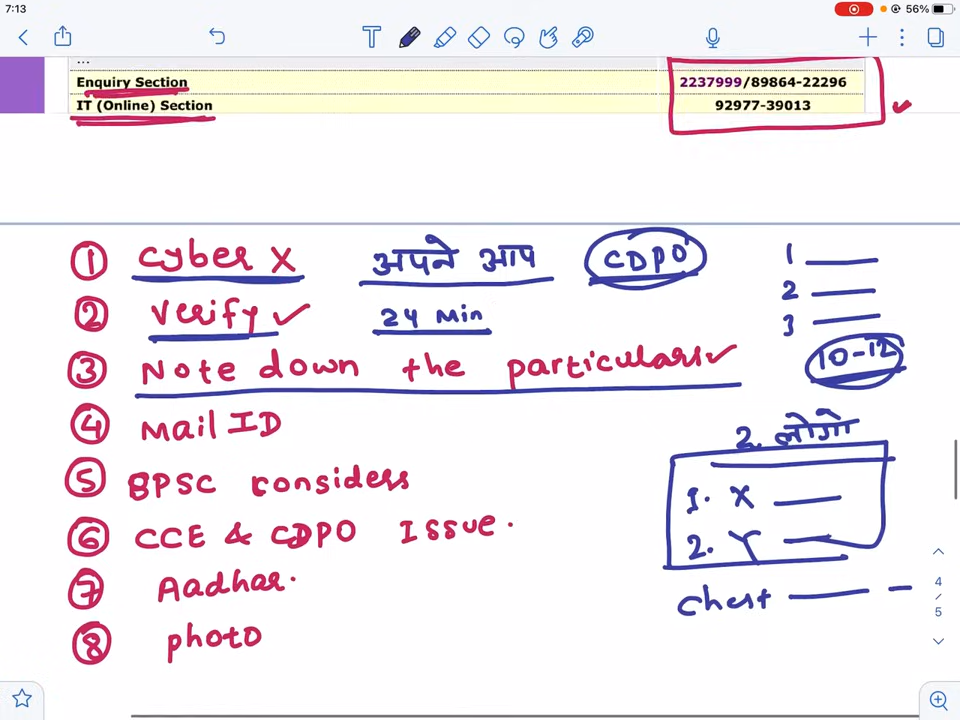 7:13
56%
...
Enquiry Section 2237999/89864-22296
IT (Online) Section 92977-39013
1 Cyber X अपने आप CDPO
2 Verify ✓ 24 Min
3 Note down the particulars ✓
4 Mail ID
5 BPSC considers
6 CCE & CDPO Issue.
7 Aadhar.
8 photo
1
2
3
10-12
2. लोगो
1. X
2. Y
Chest
4
/
5